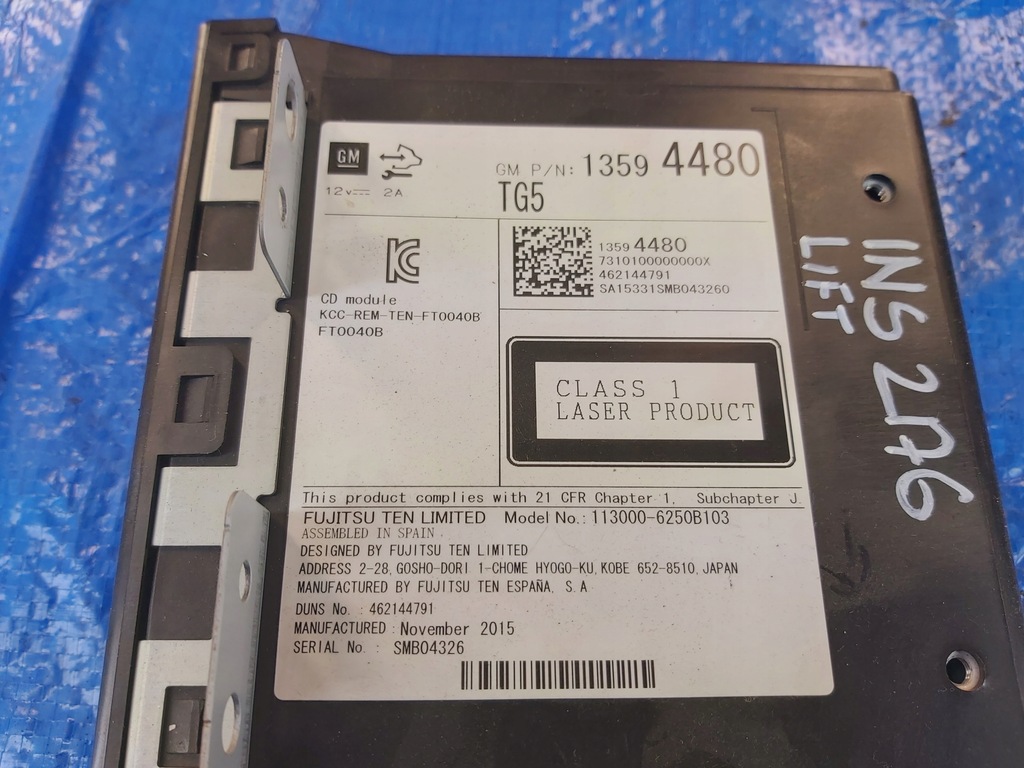 GM
12V 2A
GM P/N: 1359 4480
TG5
CD module
KCC-REM-TEN-FT0040B
FT0040B
1359 4480
7310100000000X
462144791
SA15331SMB043260
CLASS 1
LASER PRODUCT
This product complies with 21 CFR Chapter 1, Subchapter J.
FUJITSU TEN LIMITED Model No.: 113000-6250B103
ASSEMBLED IN SPAIN
DESIGNED BY FUJITSU TEN LIMITED
ADDRESS 2-28, GOSHO-DORI 1-CHOME HYOGO-KU, KOBE 652-8510, JAPAN
MANUFACTURED BY FUJITSU TEN ESPAÑA, S.A
DUNS No. : 462144791
MANUFACTURED : November 2015
SERIAL No. : SMB04326
INS 2A6
LIFT